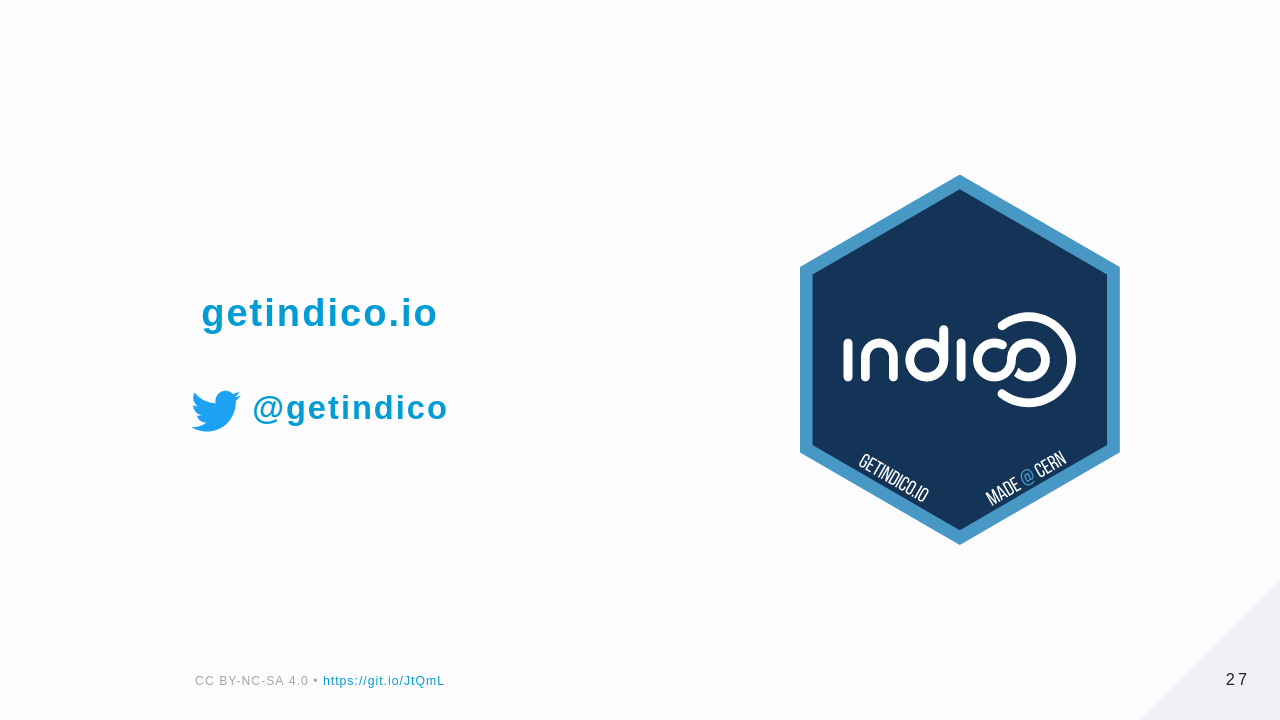 getindico.io
@getindico
indico
GETINDICO.IO
MADE @ CERN
CC BY-NC-SA 4.0 • https://git.io/JtQmL
27